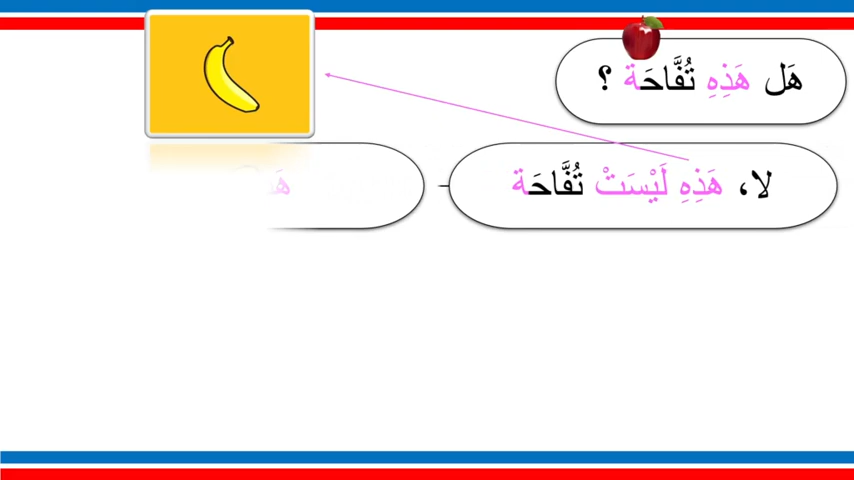 هَل هَذِهِ تُفَّاحَة ؟
لا، هَذِهِ لَيْسَتْ تُفَّاحَة